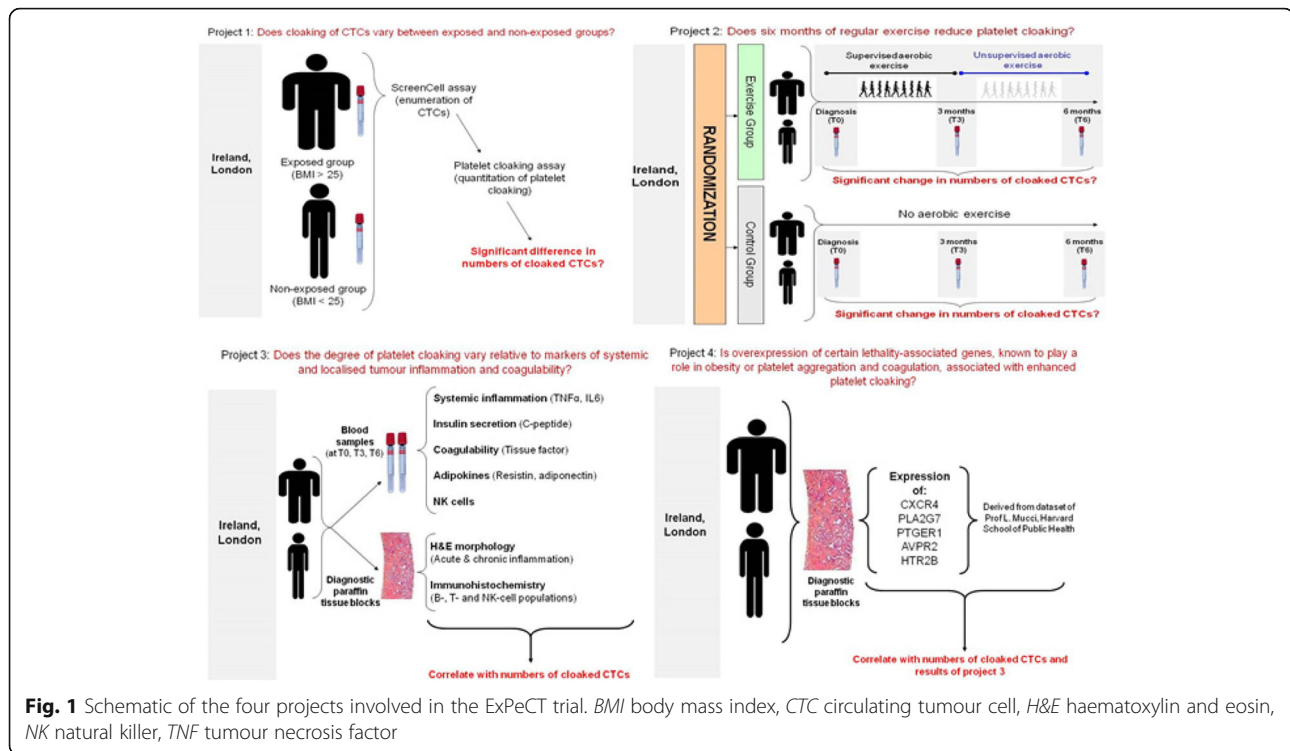 Project 1: Does cloaking of CTCs vary between exposed and non-exposed groups?
Ireland,
London
Exposed group
(BMI > 25)
Non-exposed group
(BMI < 25)
ScreenCell assay
(enumeration of
CTCs)
Platelet cloaking assay
(quantitation of platelet
cloaking)
Significant difference in
numbers of cloaked CTCs?
Project 2: Does six months of regular exercise reduce platelet cloaking?
Ireland,
London
RANDOMIZATION
Exercise Group
Supervised aerobic
exercise
Unsupervised aerobic
exercise
Diagnosis
(T0)
3 months
(T3)
6 months
(T6)
Significant change in numbers of cloaked CTCs?
Control Group
No aerobic exercise
Diagnosis
(T0)
3 months
(T3)
6 months
(T6)
Significant change in numbers of cloaked CTCs?
Project 3: Does the degree of platelet cloaking vary relative to markers of systemic
and localised tumour inflammation and coagulability?
Ireland,
London
Blood
samples
(at T0, T3, T6)
Systemic inflammation (TNFα, IL6)
Insulin secretion (C-peptide)
Coagulability (Tissue factor)
Adipokines (Resistin, adiponectin)
NK cells
Diagnostic
paraffin
tissue blocks
H&E morphology
(Acute & chronic inflammation)
Immunohistochemistry
(B-, T- and NK-cell populations)
Correlate with numbers of cloaked CTCs
Project 4: Is overexpression of certain lethality-associated genes, known to play a
role in obesity or platelet aggregation and coagulation, associated with enhanced
platelet cloaking?
Ireland,
London
Diagnostic
paraffin
tissue blocks
Expression
of:
CXCR4
PLA2G7
PTGER1
AVPR2
HTR2B
Derived from dataset of
Prof L. Mucci, Harvard
School of Public Health
Correlate with numbers of cloaked CTCs and
results of project 3
Fig. 1 Schematic of the four projects involved in the ExPeCT trial. BMI body mass index, CTC circulating tumour cell, H&E haematoxylin and eosin,
NK natural killer, TNF tumour necrosis factor